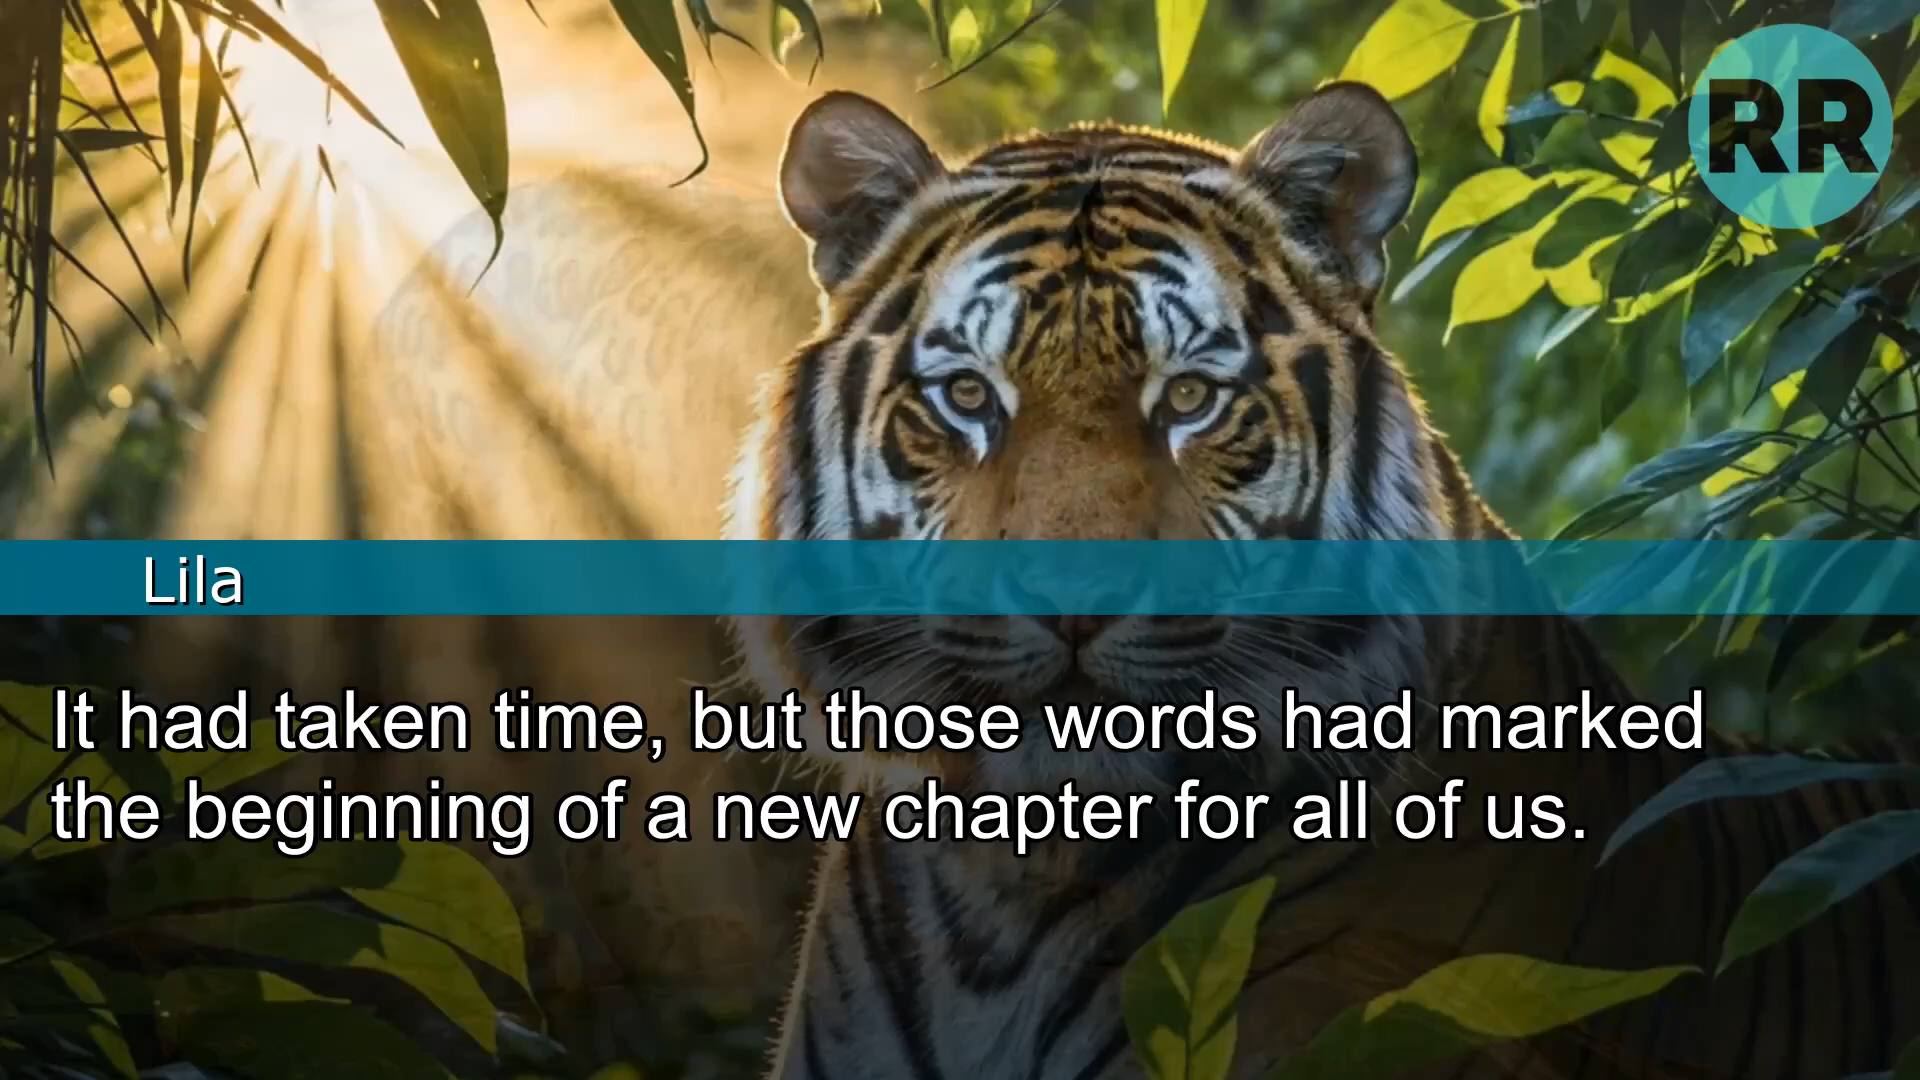 RR
Lila
It had taken time, but those words had marked
the beginning of a new chapter for all of us.